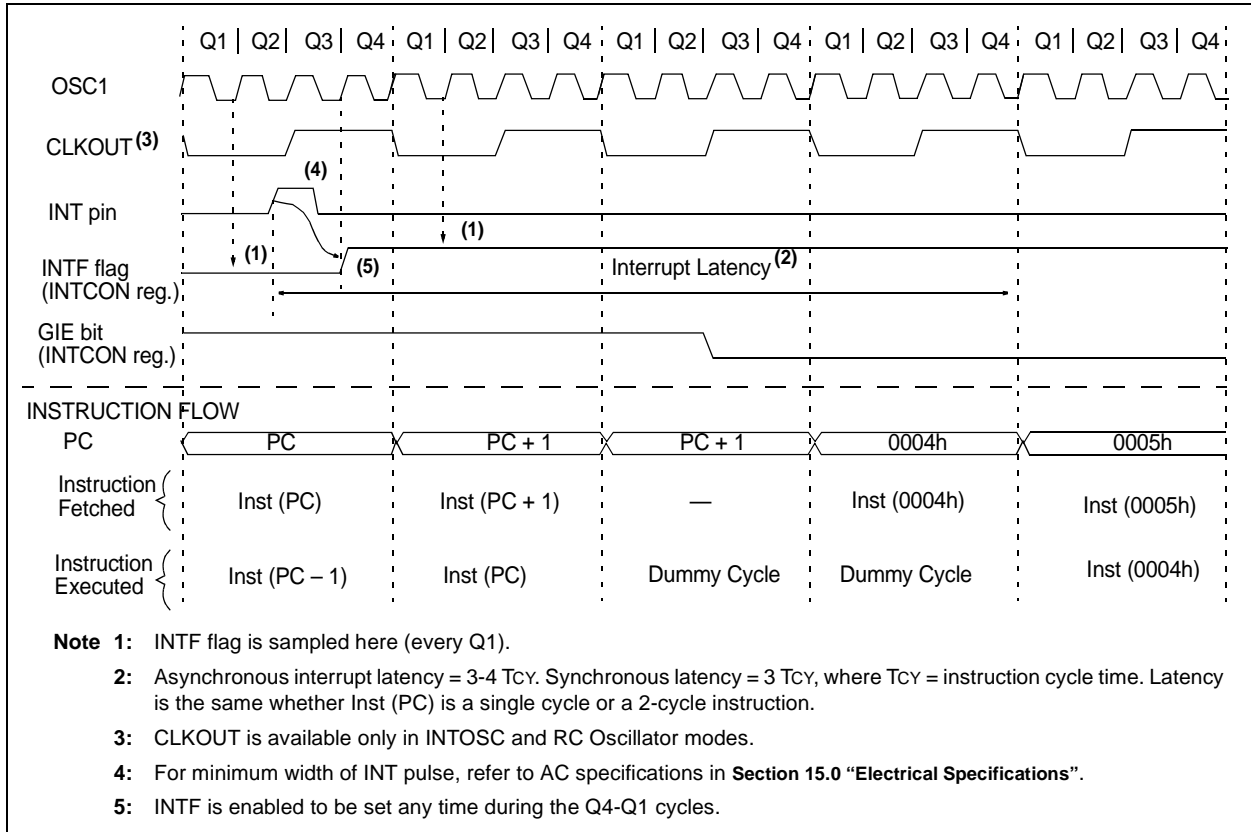 Q1 | Q2 | Q3 | Q4 Q1 | Q2 | Q3 | Q4 Q1 | Q2 | Q3 | Q4 Q1 | Q2 | Q3 | Q4 Q1 | Q2 | Q3 | Q4
OSC1
CLKOUT (3)
(4)
INT pin
(1) (1)
INTF flag
(INTCON reg.)
(5)
Interrupt Latency (2)
GIE bit
(INTCON reg.)
INSTRUCTION FLOW
PC PC PC + 1 PC + 1 0004h 0005h
Instruction
Fetched
Inst (PC) Inst (PC + 1) — Inst (0004h) Inst (0005h)
Instruction
Executed
Inst (PC – 1) Inst (PC) Dummy Cycle Dummy Cycle Inst (0004h)
Note 1: INTF flag is sampled here (every Q1).
2: Asynchronous interrupt latency = 3-4 TCY. Synchronous latency = 3 TCY, where TCY = instruction cycle time. Latency
is the same whether Inst (PC) is a single cycle or a 2-cycle instruction.
3: CLKOUT is available only in INTOSC and RC Oscillator modes.
4: For minimum width of INT pulse, refer to AC specifications in Section 15.0 “Electrical Specifications”.
5: INTF is enabled to be set any time during the Q4-Q1 cycles.